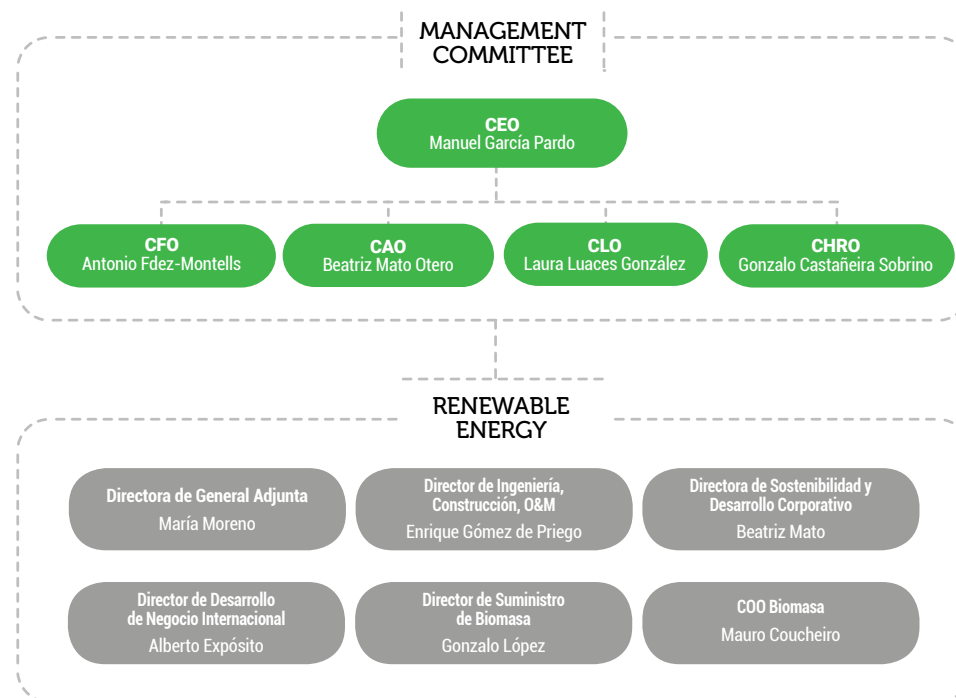 MANAGEMENT
COMMITTEE
CEO
Manuel García Pardo
CFO
Antonio Fdez-Montells
CAO
Beatriz Mato Otero
CLO
Laura Luaces González
CHRO
Gonzalo Castañeira Sobrino
RENEWABLE
ENERGY
Directora de General Adjunta
María Moreno
Director de Ingeniería,
Construcción, O&M
Enrique Gómez de Priego
Directora de Sostenibilidad y
Desarrollo Corporativo
Beatriz Mato
Director de Desarrollo
de Negocio Internacional
Alberto Expósito
Director de Suministro
de Biomasa
Gonzalo López
COO Biomasa
Mauro Coucheiro